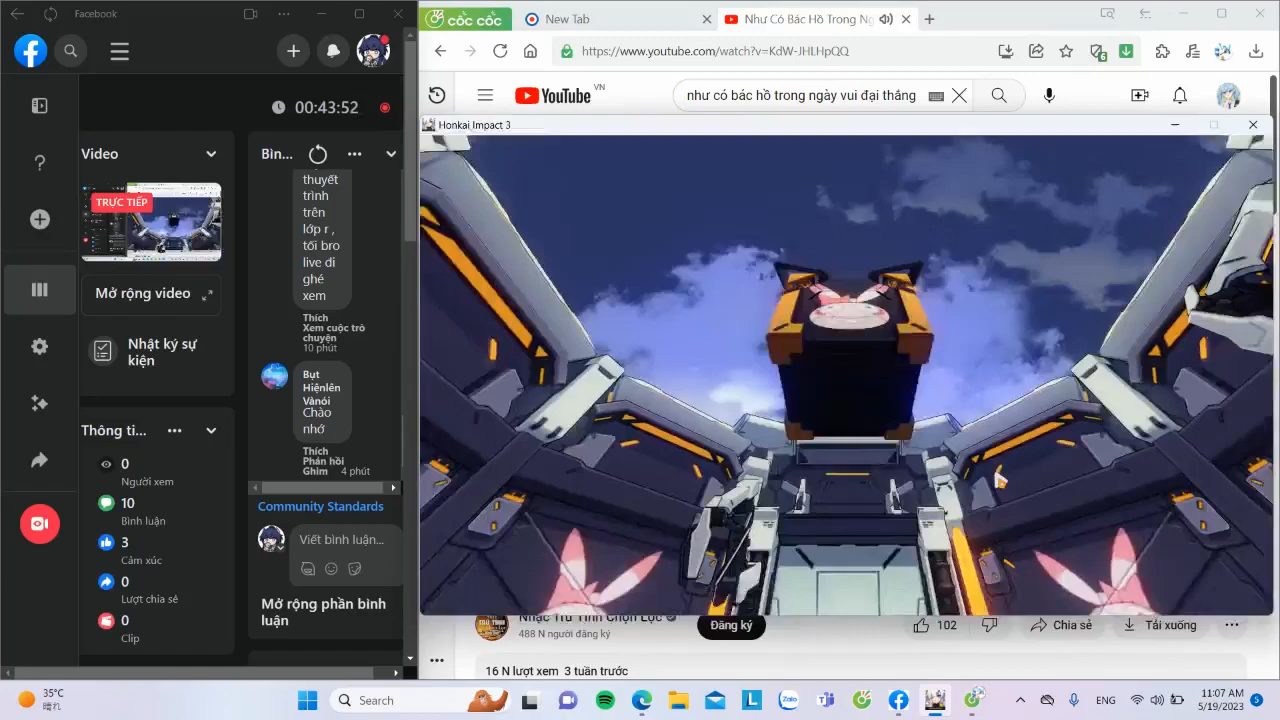 Facebook
00:43:52
Video
TRỰC TIẾP
Mở rộng video
Nhật ký sự
kiện
Thông ti...
0
Người xem
10
Bình luận
3
Cảm xúc
0
Lượt chia sẻ
0
Clip
Bìn...
thuyết
trình
trên
lớp r ,
tối bro
live di
ghé
xem
Thích
Xem cuộc trò
chuyện
10 phút
Bụt
Hiệnlên
Vànói
Chào
nhớ
Thích
Phản hồi
Ghim
4 phút
Community Standards
Viết bình luận...
Mở rộng phần bình
luận
cốc cốc
New Tab
Như Có Bác Hồ Trong Ng
https://www.youtube.com/watch?v=KdW-JHLHpQQ
6
YouTube VN
như có bác hồ trong ngày vui đại thắng
Honkai Impact 3
Nhạc Trữ Tình Chọn Lọc
488 N người đăng ký
Đăng ký
102
Chia sẻ
Tải xuống
16 N lượt xem 3 tuần trước
35°C
晴れ
Search
Zalo
ENG
11:07 AM
5/19/2023
5